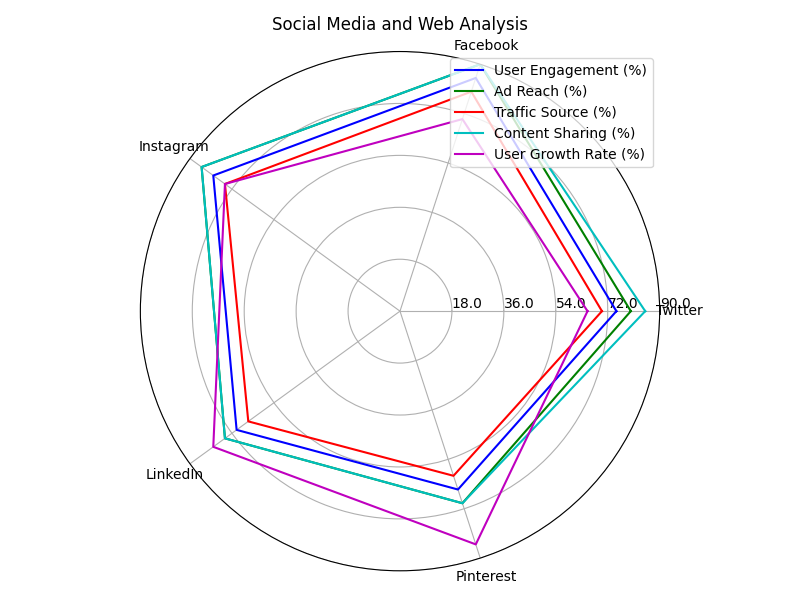 Social Media and Web Analysis
Facebook
User Engagement (%)
Ad Reach (%)
Traffic Source (%)
Content Sharing (%)
User Growth Rate (%)
Instagram
18.0 36.0 54.0 72.0 90.0
Twitter
LinkedIn
Pinterest